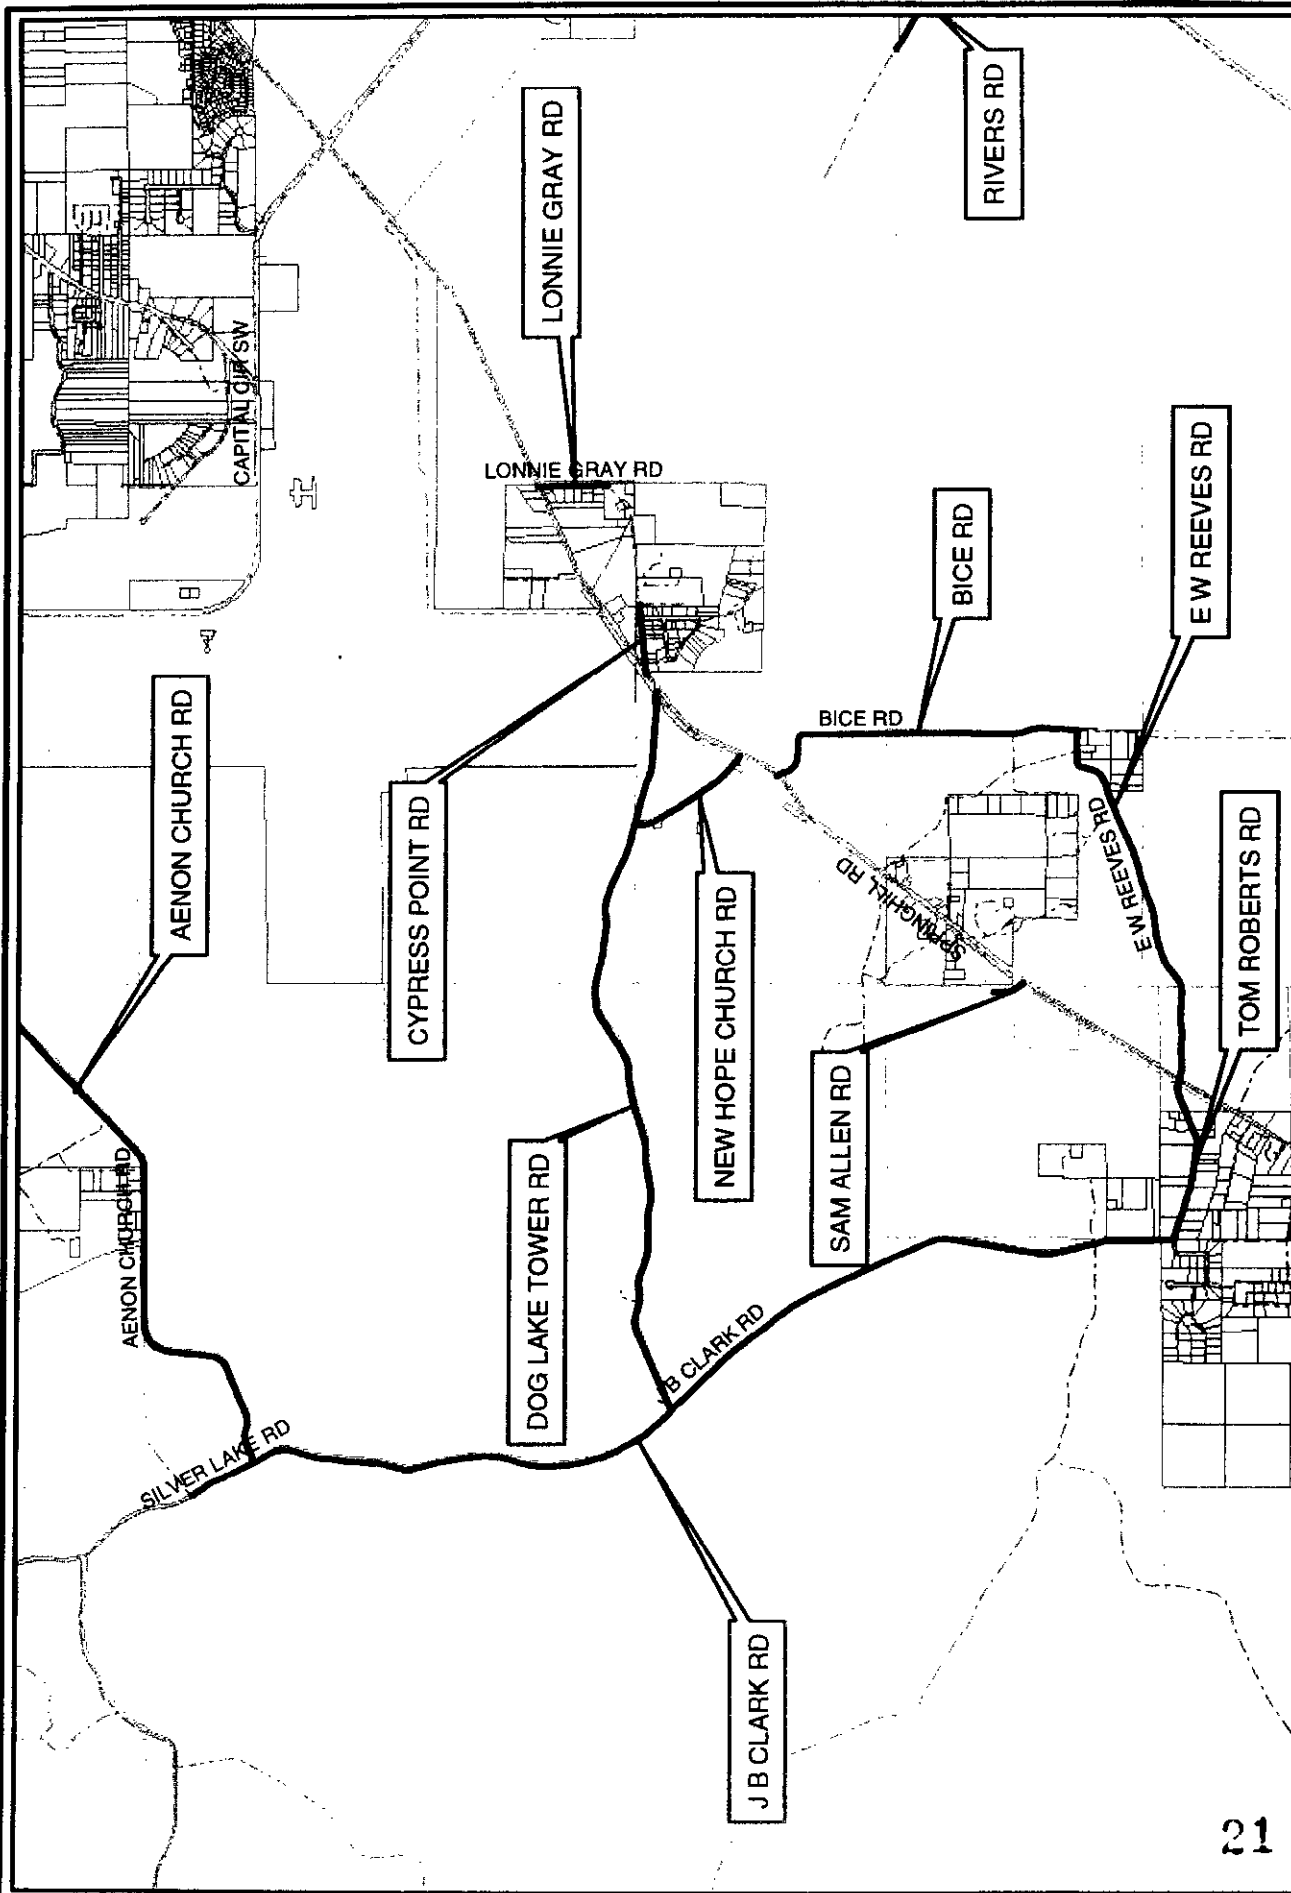 AENON CHURCH RD
CYPRESS POINT RD
LONNIE GRAY RD
RIVERS RD
DOG LAKE TOWER RD
NEW HOPE CHURCH RD
SAM ALLEN RD
BICE RD
E W REEVES RD
TOM ROBERTS RD
J B CLARK RD
CAPITAL CIR SW
LONNIE GRAY RD
AENON CHURCH RD
SILVER LAKE RD
J B CLARK RD
BICE RD
SPRINGHILL RD
E W REEVES RD
21